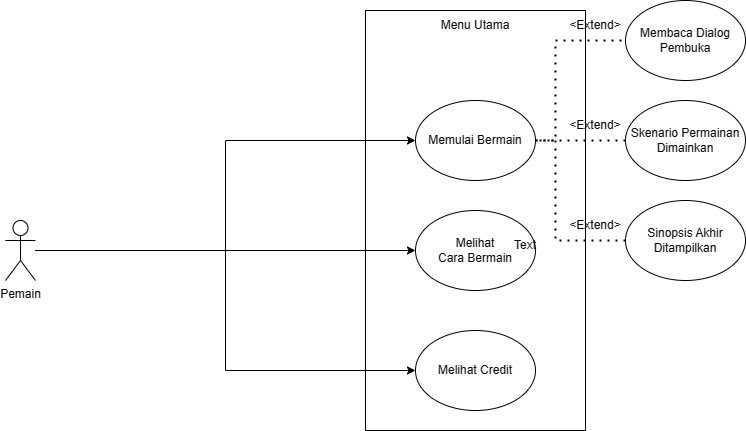 Menu Utama
<Extend>
Membaca Dialog
Pembuka
Memulai Bermain
<Extend>
Skenario Permainan
Dimainkan
<Extend>
Sinopsis Akhir
Ditampilkan
Melihat
Cara Bermain
Text
Pemain
Melihat Credit